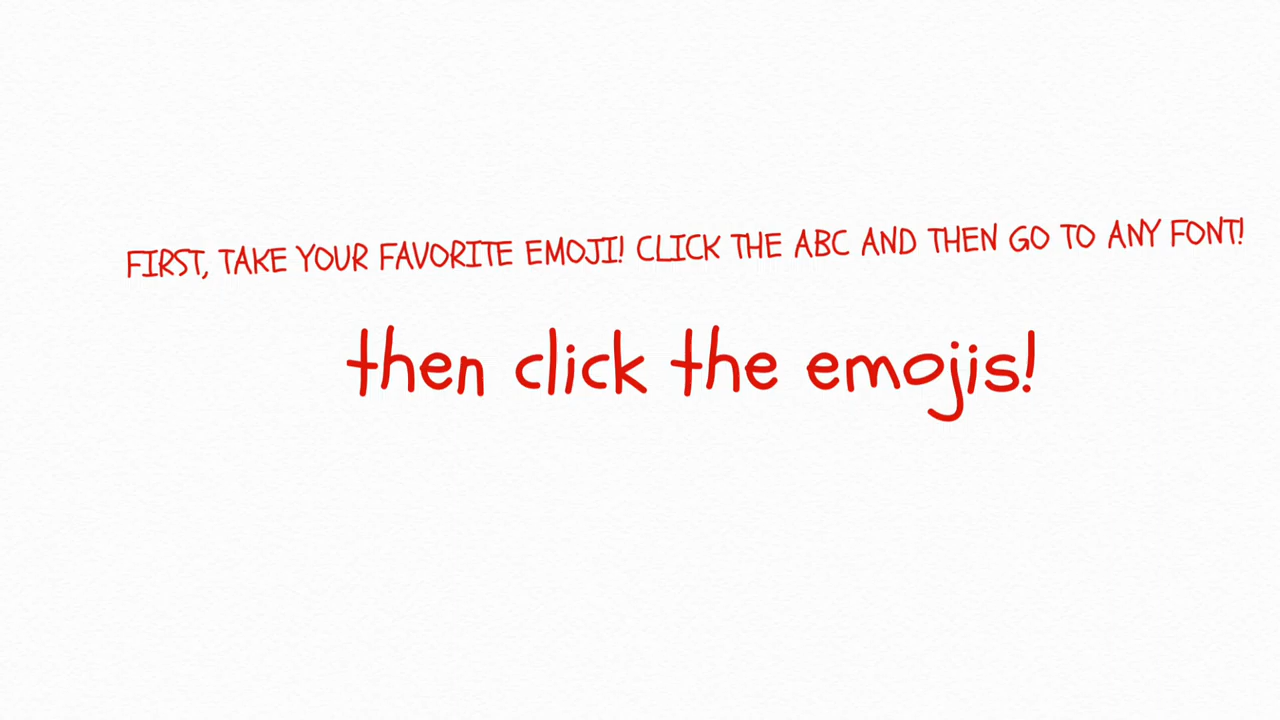 FIRST, TAKE YOUR FAVORITE EMOJI! CLICK THE ABC AND THEN GO TO ANY FONT!
then click the emojis!